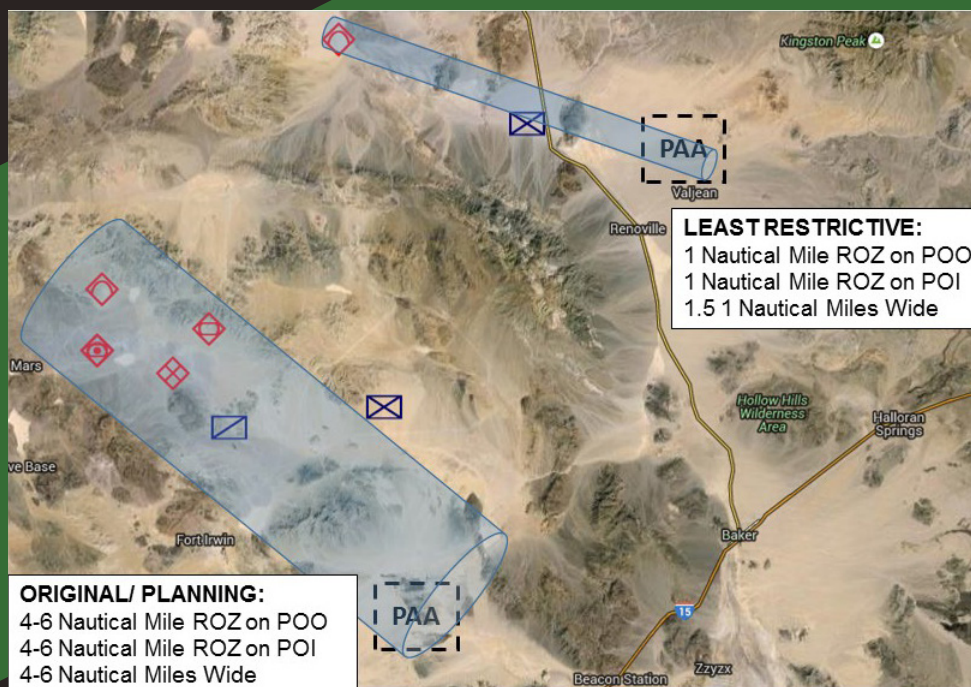 Kingston Peak
PAA
Valjean
Renoville
LEAST RESTRICTIVE:
1 Nautical Mile ROZ on POO
1 Nautical Mile ROZ on POI
1.5 1 Nautical Miles Wide
Mars
Hollow Hills
Wilderness
Area
Halloran
Springs
ve Base
Fort Irwin
Baker
ORIGINAL/ PLANNING:
4-6 Nautical Mile ROZ on POO
4-6 Nautical Mile ROZ on POI
4-6 Nautical Miles Wide
PAA
15
Zzyzx
Beacon Station